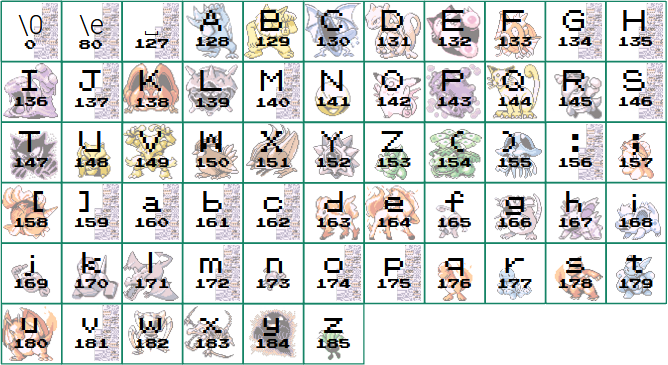 \0 \e ␣ A B C D E F G H
0 80 127 128 129 130 131 132 133 134 135
I J K L M N O P Q R S
136 137 138 139 140 141 142 143 144 145 146
T U V W X Y Z ( ) : ;
147 148 149 150 151 152 153 154 155 156 157
[ ] a b c d e f g h i
158 159 160 161 162 163 164 165 166 167 168
j k l m n o p q r s t
169 170 171 172 173 174 175 176 177 178 179
u v w x y z
180 181 182 183 184 185